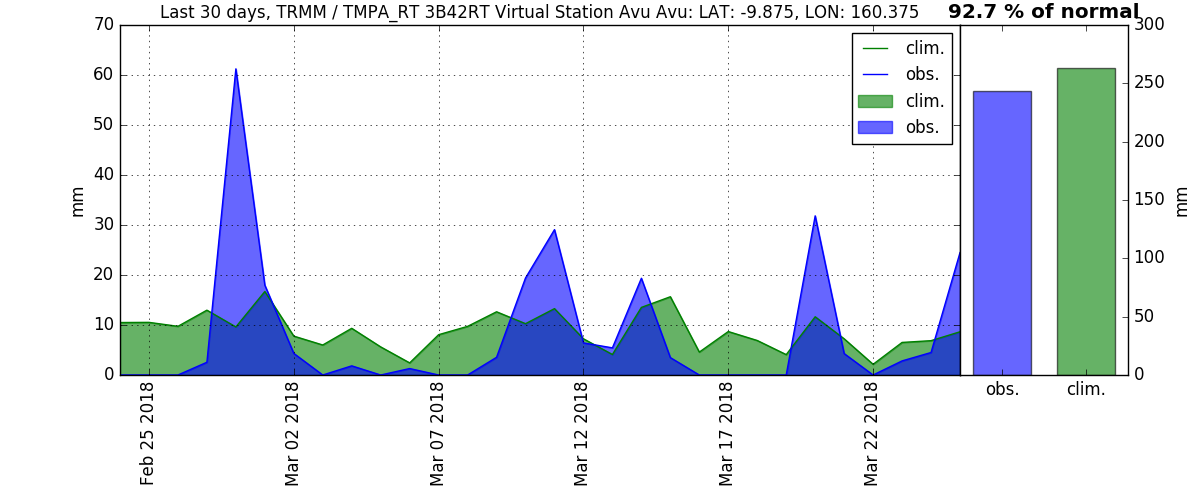 Last 30 days, TRMM / TMPA_RT 3B42RT Virtual Station Avu Avu: LAT: -9.875, LON: 160.375
92.7 % of normal
70
60
50
40
30
20
10
0
mm
clim.
obs.
clim.
obs.
Feb 25 2018
Mar 02 2018
Mar 07 2018
Mar 12 2018
Mar 17 2018
Mar 22 2018
300
250
200
150
100
50
0
mm
obs.
clim.